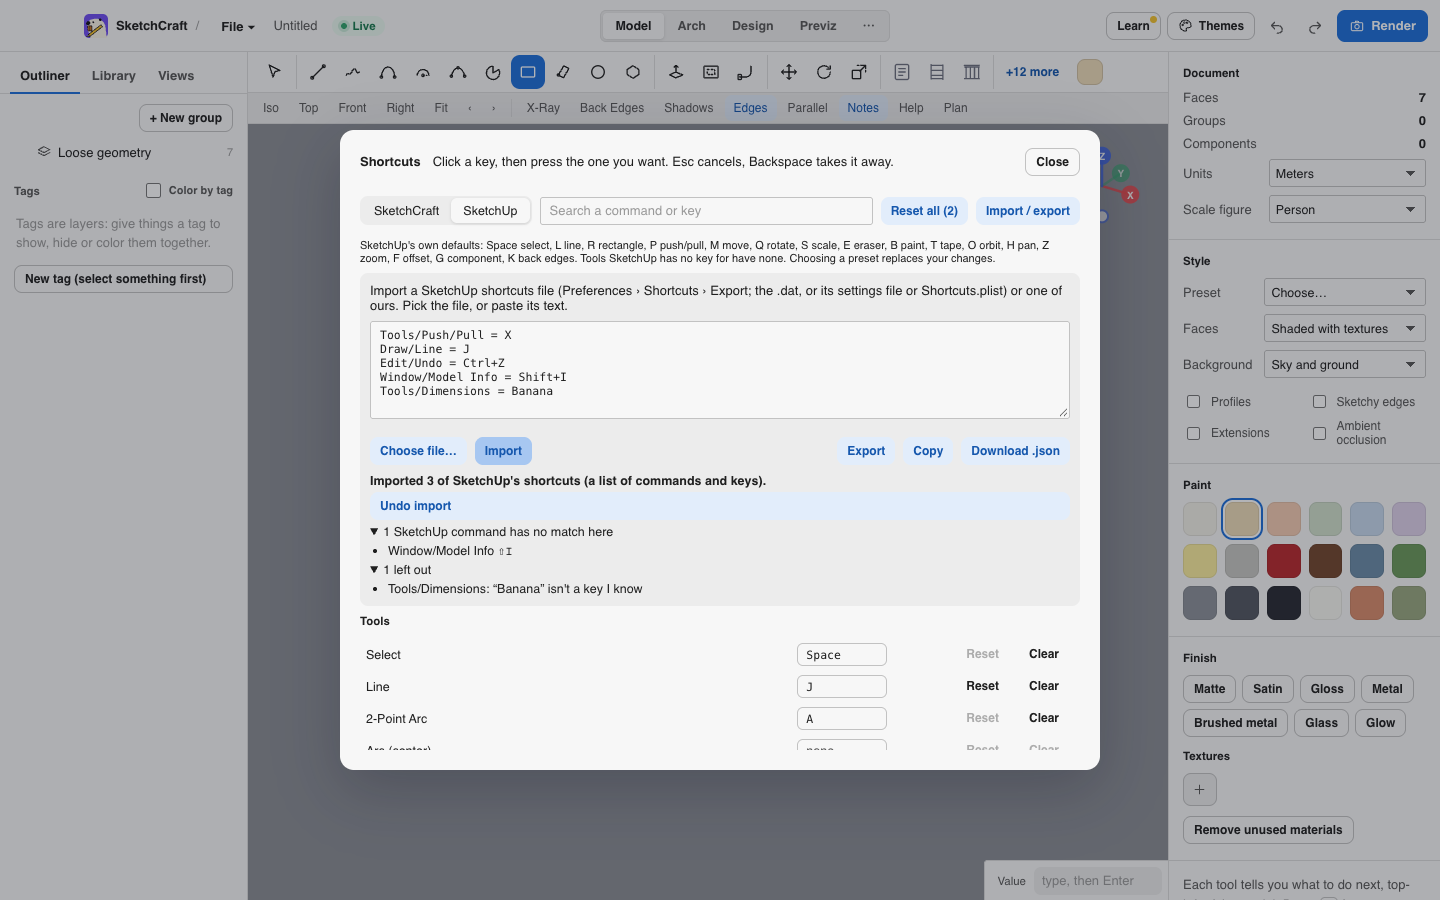 SketchCraft / File Untitled Live
Model Arch Design Previz ···
Learn Themes Render
Outliner Library Views
+ New group
Loose geometry 7
Tags Color by tag
Tags are layers: give things a tag to
show, hide or color them together.
New tag (select something first)
+12 more
Iso Top Front Right Fit ‹ › X-Ray Back Edges Shadows Edges Parallel Notes Help Plan
Z
Y
X
Shortcuts Click a key, then press the one you want. Esc cancels, Backspace takes it away. Close
SketchCraft SketchUp Search a command or key Reset all (2) Import / export
SketchUp's own defaults: Space select, L line, R rectangle, P push/pull, M move, Q rotate, S scale, E eraser, B paint, T tape, O orbit, H pan, Z
zoom, F offset, G component, K back edges. Tools SketchUp has no key for have none. Choosing a preset replaces your changes.
Import a SketchUp shortcuts file (Preferences › Shortcuts › Export; the .dat, or its settings file or Shortcuts.plist) or one of
ours. Pick the file, or paste its text.
Tools/Push/Pull = X
Draw/Line = J
Edit/Undo = Ctrl+Z
Window/Model Info = Shift+I
Tools/Dimensions = Banana
Choose file... Import Export Copy Download .json
Imported 3 of SketchUp's shortcuts (a list of commands and keys).
Undo import
▼ 1 SketchUp command has no match here
• Window/Model Info ⇧I
▼ 1 left out
• Tools/Dimensions: “Banana” isn't a key I know
Tools
Select Space Reset Clear
Line J Reset Clear
2-Point Arc A Reset Clear
Arc (center) none Reset Clear
Value type, then Enter
Document
Faces 7
Groups 0
Components 0
Units Meters
Scale figure Person
Style
Preset Choose...
Faces Shaded with textures
Background Sky and ground
Profiles Sketchy edges
Extensions Ambient
occlusion
Paint
Finish
Matte Satin Gloss Metal
Brushed metal Glass Glow
Textures
+
Remove unused materials
Each tool tells you what to do next, top-